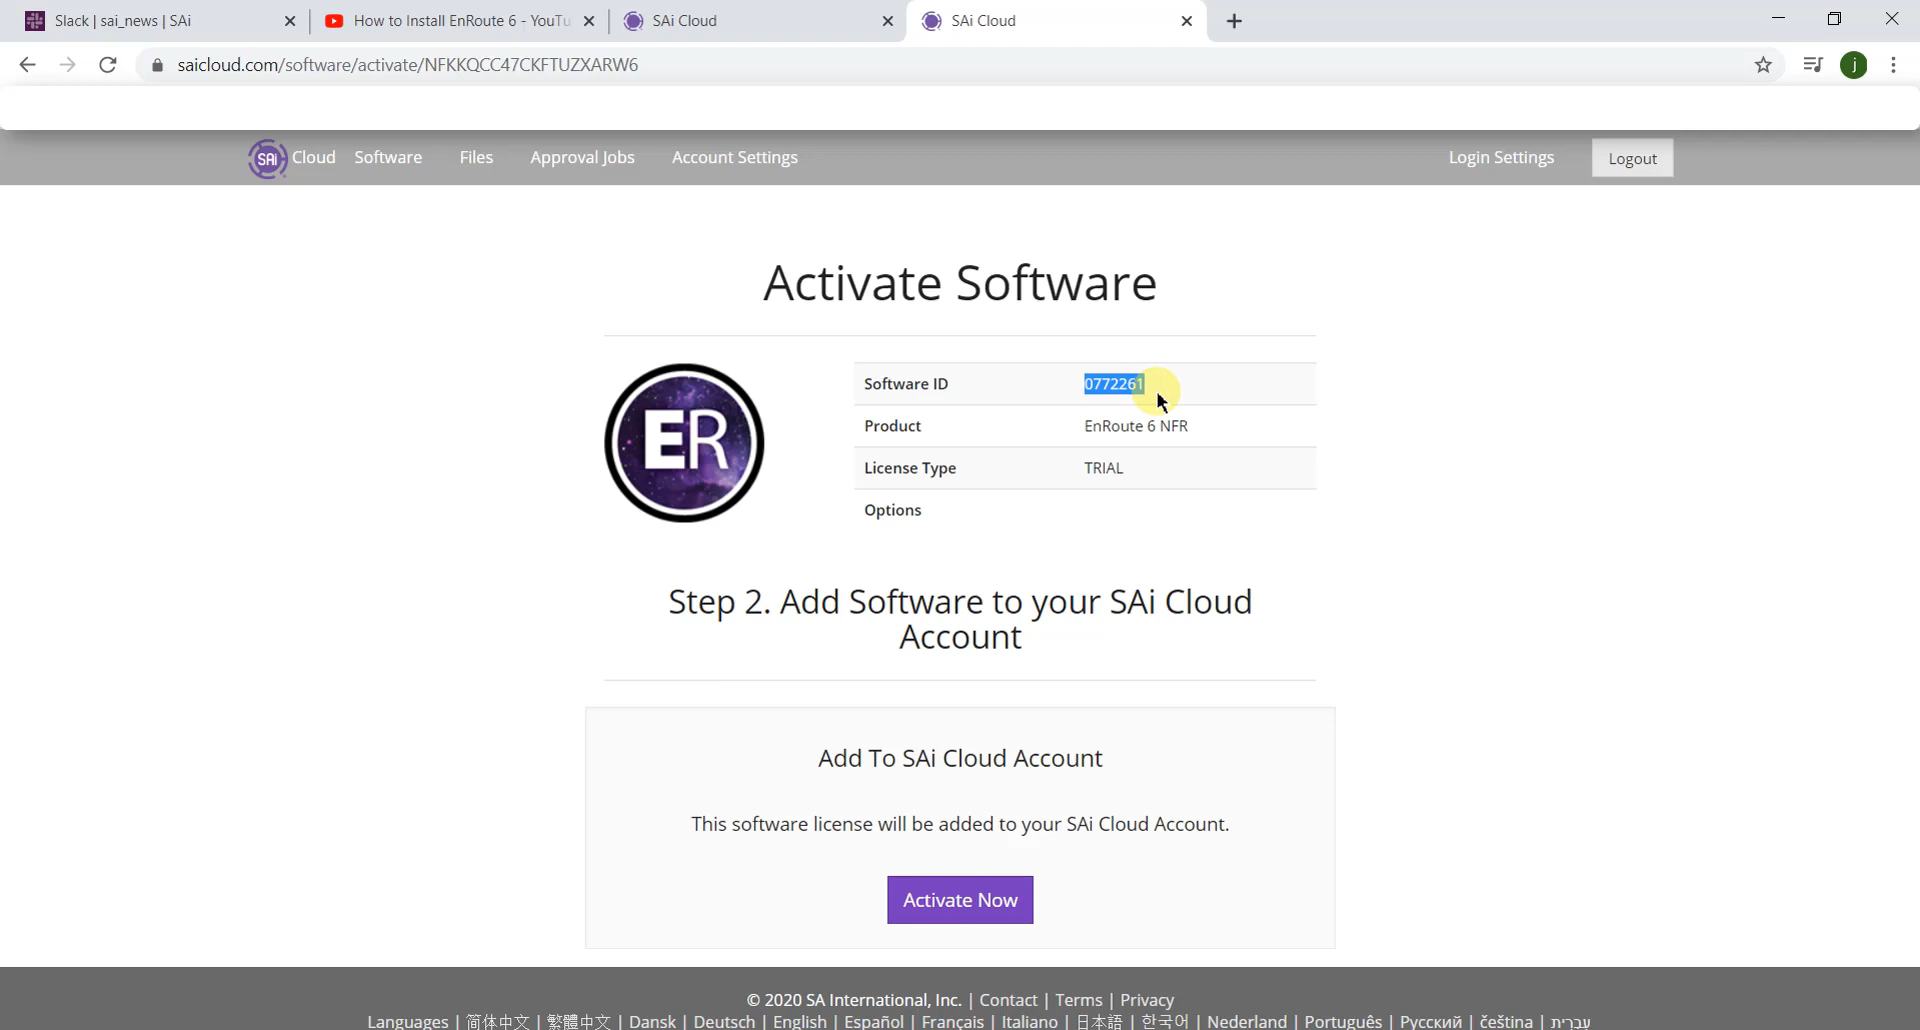 Slack | sai_news | SAi
How to Install EnRoute 6 - YouTu
SAi Cloud
SAi Cloud
saicloud.com/software/activate/NFKKQCC47CKFTUZXARW6
j
SAi Cloud Software Files Approval Jobs Account Settings Login Settings Logout
Activate Software
ER
Software ID 0772261
Product EnRoute 6 NFR
License Type TRIAL
Options
Step 2. Add Software to your SAi Cloud
Account
Add To SAi Cloud Account
This software license will be added to your SAi Cloud Account.
Activate Now
© 2020 SA International, Inc. | Contact | Terms | Privacy
Languages | 简体中文 | 繁體中文 | Dansk | Deutsch | English | Español | Français | Italiano | 日本語 | 한국어 | Nederland | Português | Русский | čeština | עברית